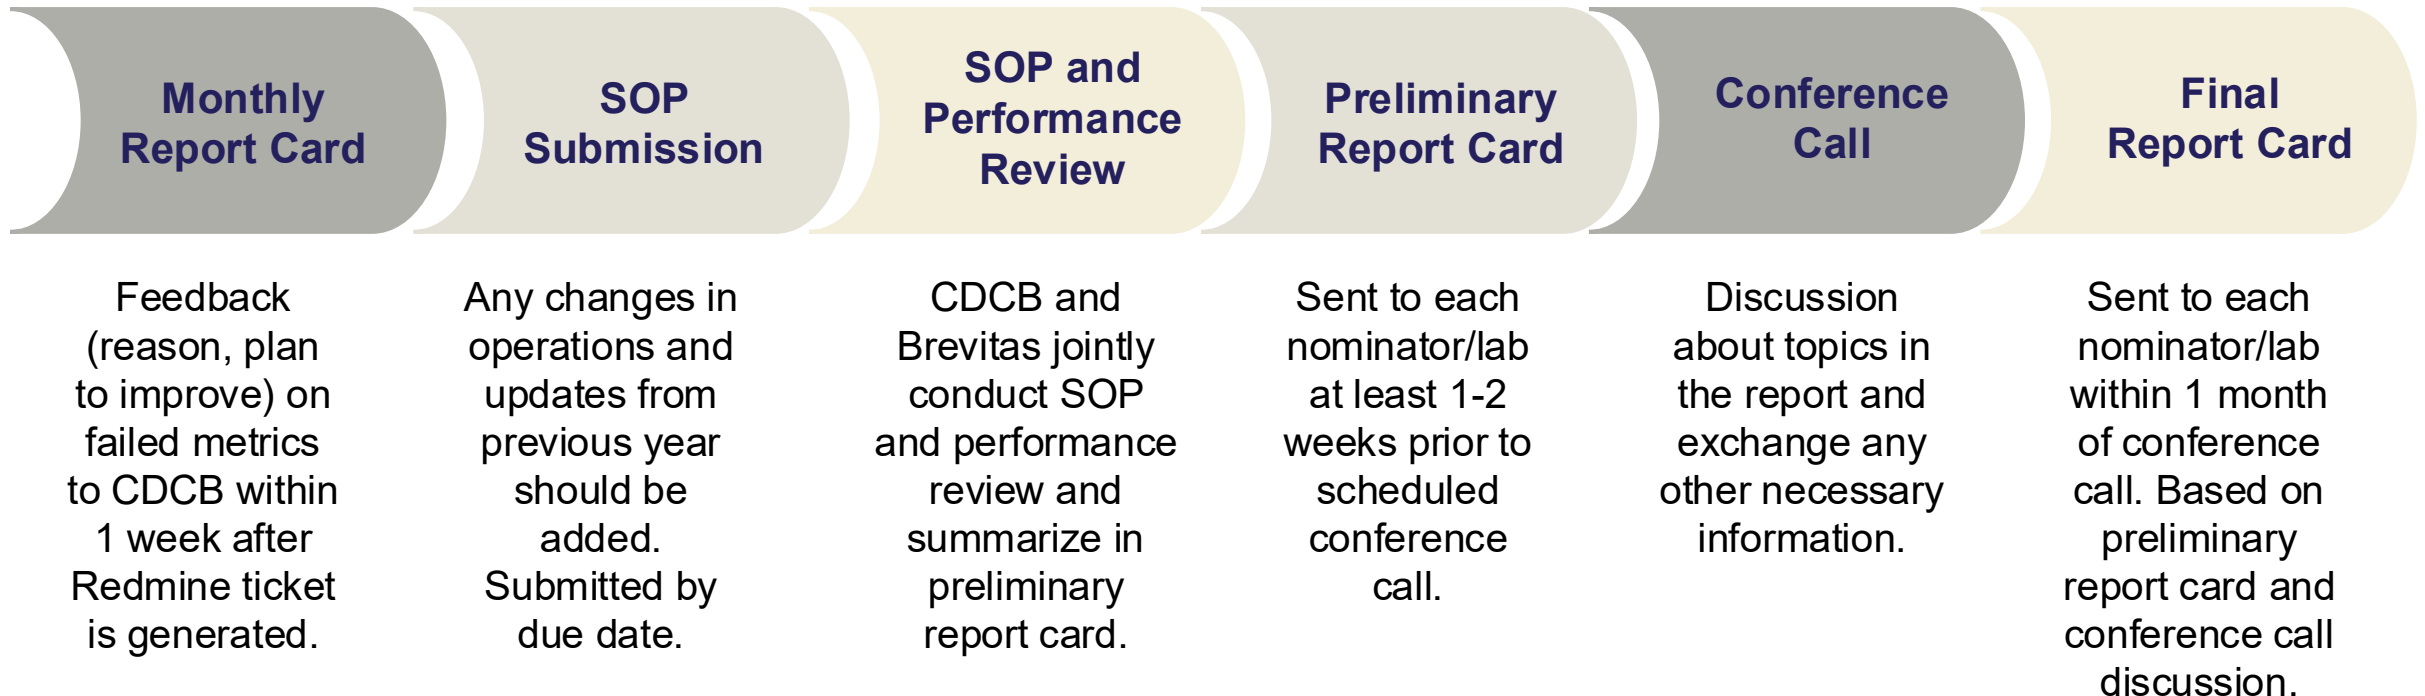 Monthly
Report Card
Feedback
(reason, plan
to improve) on
failed metrics
to CDCB within
1 week after
Redmine ticket
is generated.
SOP
Submission
Any changes in
operations and
updates from
previous year
should be
added.
Submitted by
due date.
SOP and
Performance
Review
CDCB and
Brevitas jointly
conduct SOP
and performance
review and
summarize in
preliminary
report card.
Preliminary
Report Card
Sent to each
nominator/lab
at least 1-2
weeks prior to
scheduled
conference
call.
Conference
Call
Discussion
about topics in
the report and
exchange any
other necessary
information.
Final
Report Card
Sent to each
nominator/lab
within 1 month
of conference
call. Based on
preliminary
report card and
conference call
discussion.